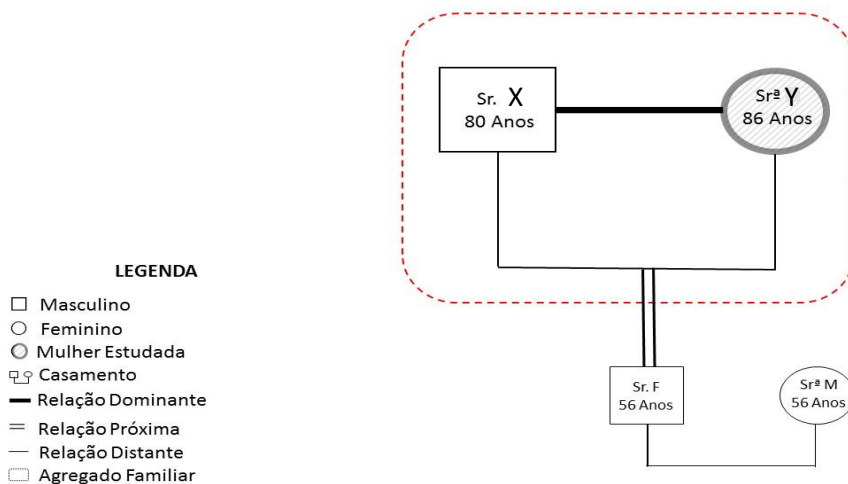 Sr. X
80 Anos
Srª Y
86 Anos
LEGENDA
Masculino
Feminino
Mulher Estudada
Casamento
Relação Dominante
Relação Próxima
Relação Distante
Agregado Familiar
Sr. F
56 Anos
Srª M
56 Anos